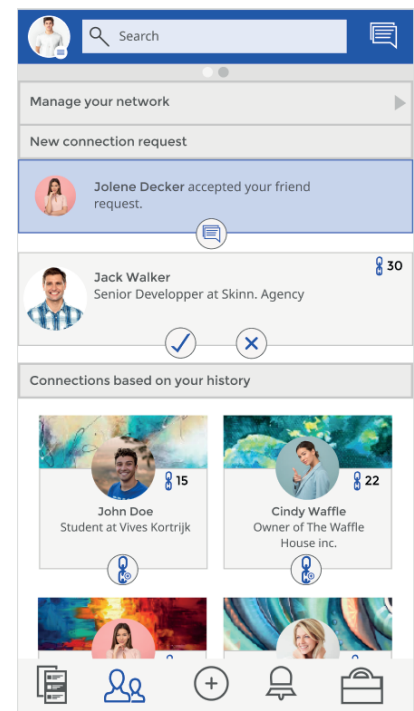 Search
Manage your network
New connection request
Jolene Decker accepted your friend
request.
30
Jack Walker
Senior Developper at Skinn. Agency
Connections based on your history
15
22
John Doe
Student at Vives Kortrijk
Cindy Waffle
Owner of The Waffle
House inc.